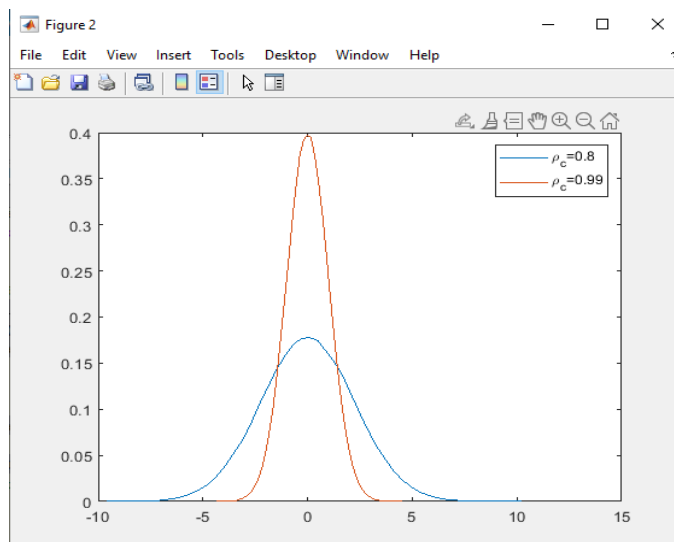 Figure 2
File Edit View Insert Tools Desktop Window Help
0.4
0.35
0.3
0.25
0.2
0.15
0.1
0.05
0
-10 -5 0 5 10 15
ρc=0.8
ρc=0.99